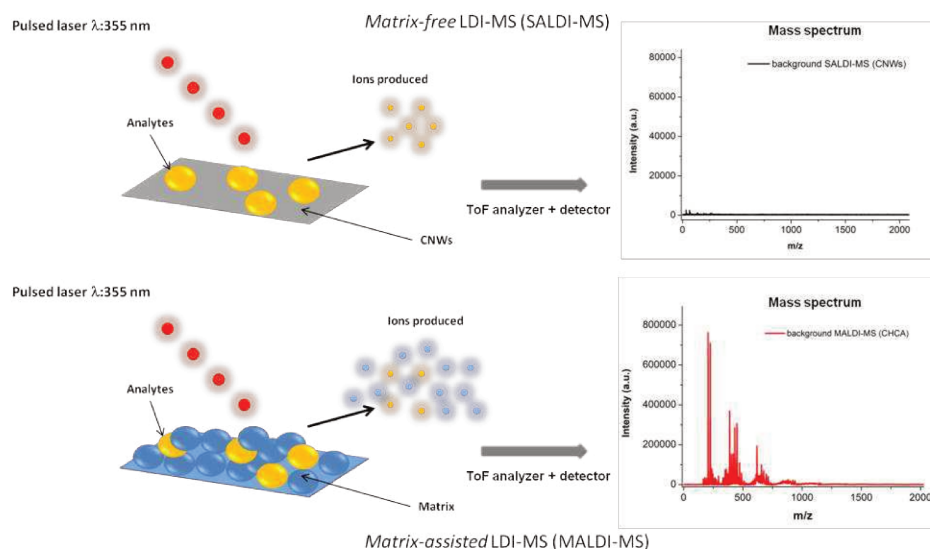 Matrix-free LDI-MS (SALDI-MS)
Pulsed laser λ:355 nm
Ions produced
Analytes
CNWs
ToF analyzer + detector
Mass spectrum
background SALDI-MS (CNWs)
Intensity (a.u.)
80000
60000
40000
20000
0
0 500 1000 1500 2000
m/z
Pulsed laser λ:355 nm
Ions produced
Analytes
Matrix
ToF analyzer + detector
Mass spectrum
background MALDI-MS (CHCA)
Intensity (a.u.)
800000
600000
400000
200000
0
0 500 1000 1500 2000
m/z
Matrix-assisted LDI-MS (MALDI-MS)